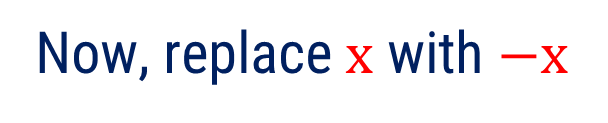 Now, replace x with −x